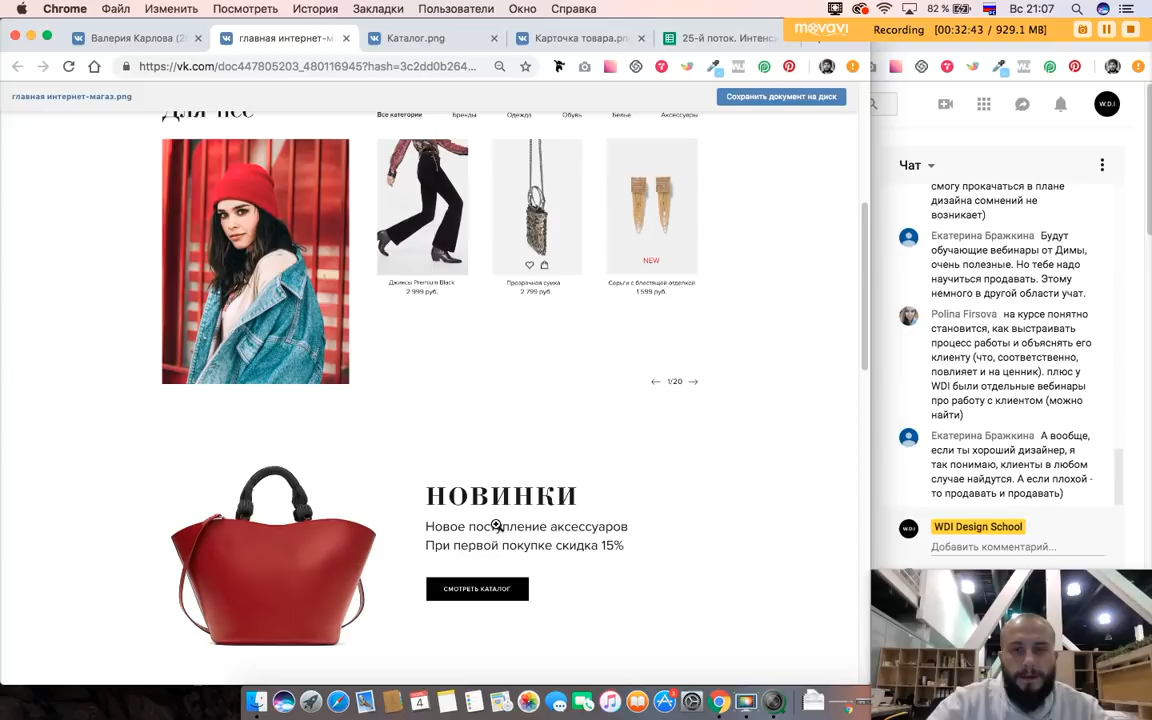 Chrome Файл Изменить Посмотреть История Закладки Пользователи Окно Справка
82 % Вс 21:07
Валерия Карлова (2
главная интернет-м
Каталог.png
Карточка товара.pn
25-й поток. Интенс
movavi
Recording [00:32:43 / 929.1 MB]
https://vk.com/doc447805203_480116945?hash=3c2dd0b264...
главная интернет-магаз.png
Сохранить документ на диск
Для нее
Все категории Бренды Одежда Обувь Белье Аксессуары
NEW
Джинсы Premium Black
2 999 руб.
Прозрачная сумка
2 799 руб.
Серьги с блестящей отделкой
1 599 руб.
1/20
НОВИНКИ
Новое поступление аксессуаров
При первой покупке скидка 15%
СМОТРЕТЬ КАТАЛОГ
W.D.I
Чат
смогу прокачаться в плане
дизайна сомнений не
возникает)
Екатерина Бражкина Будут
обучающие вебинары от Димы,
очень полезные. Но тебе надо
научиться продавать. Этому
немного в другой области учат.
Polina Firsova на курсе понятно
становится, как выстраивать
процесс работы и объяснять его
клиенту (что, соответственно,
повлияет и на ценник). плюс у
WDI были отдельные вебинары
про работу с клиентом (можно
найти)
Екатерина Бражкина А вообще,
если ты хороший дизайнер, я
так понимаю, клиенты в любом
случае найдутся. А если плохой -
то продавать и продавать)
W.D.I
WDI Design School
Добавить комментарий...